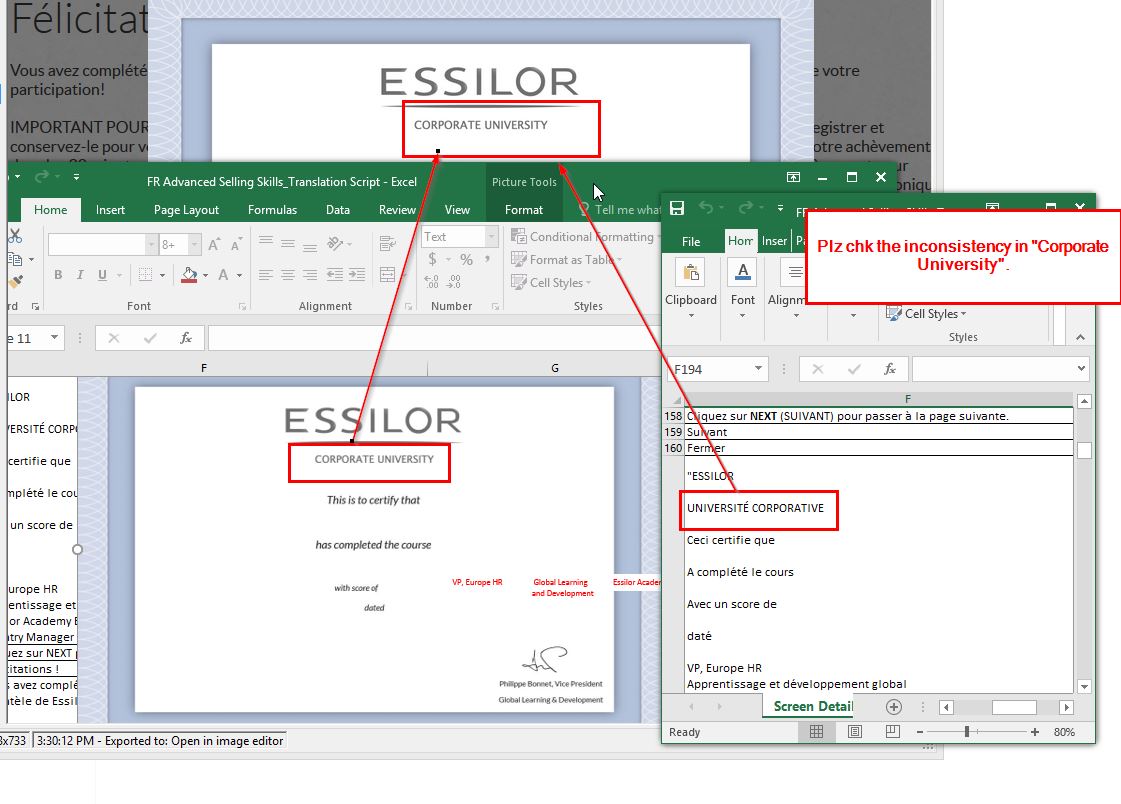 Félicitat
Vous avez complété
e votre
participation!
IMPORTANT POUR
egistrer et
conservez-le pour v
otre achèvement
ESSILOR
CORPORATE UNIVERSITY
FR Advanced Selling Skills_Translation Script - Excel
Picture Tools
Home
Insert
Page Layout
Formulas
Data
Review
View
Format
Tell me what
8+
A
A
Text
Conditional Formatting
B
I
U
A
$
%
,
Format as Table
Cell Styles
Font
Alignment
Number
Styles
e 11
fx
F
G
ESSILOR
CORPORATE UNIVERSITY
This is to certify that
has completed the course
with score of
dated
VP, Europe HR
Global Learning
and Development
Essilor Acader
Philippe Bonnet, Vice President
Global Learning & Development
ILOR
VERSITÉ CORP
certifie que
mplété le cou
un score de
urope HR
entissage et
or Academy E
ntry Manager
uez sur NEXT
citations !
s avez complé
ntèle de Essil
3x733
3:30:12 PM - Exported to: Open in image editor
File
Hom
Inser
Pa
Plz chk the inconsistency in "Corporate
University".
Clipboard
Font
Alignm
Cell Styles
Styles
F194
fx
F
158 Cliquez sur NEXT (SUIVANT) pour passer à la page suivante.
159 Suivant
160 Fermer
"ESSILOR
UNIVERSITÉ CORPORATIVE
Ceci certifie que
A complété le cours
Avec un score de
daté
VP, Europe HR
Apprentissage et développement global
Screen Detail
Ready
80%